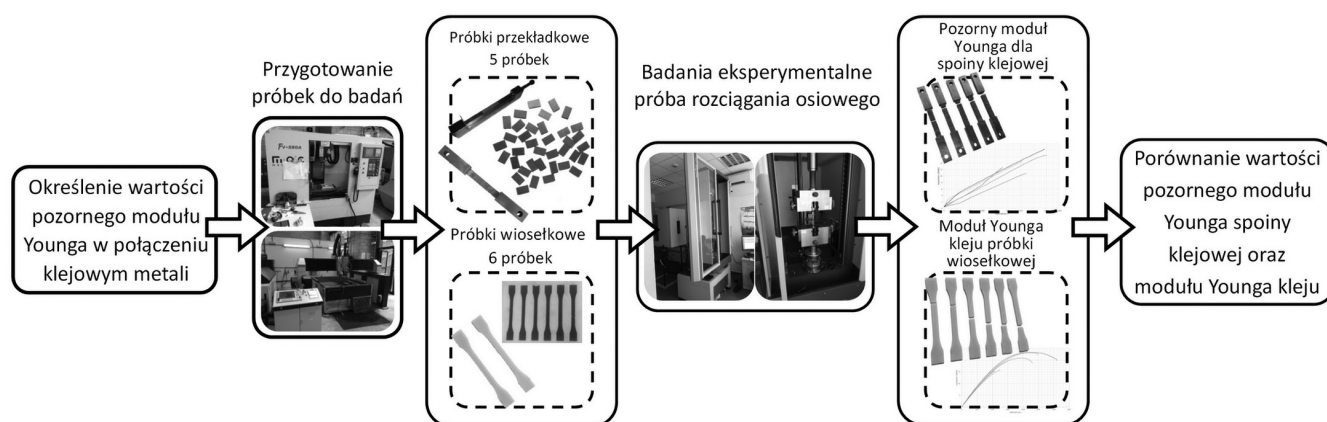 Określenie wartości
pozornego modułu
Younga w połączeniu
klejowym metali
Przygotowanie
próbek do badań
FV-580A
Próbki przekładkowe
5 próbek
Próbki wiosełkowe
6 próbek
Badania eksperymentalne
próba rozciągania osiowego
Pozorny moduł
Younga dla
spoiny klejowej
Moduł Younga
kleju próbki
wiosełkowej
Porównanie wartości
pozornego modułu
Younga spoiny
klejowej oraz
modułu Younga kleju